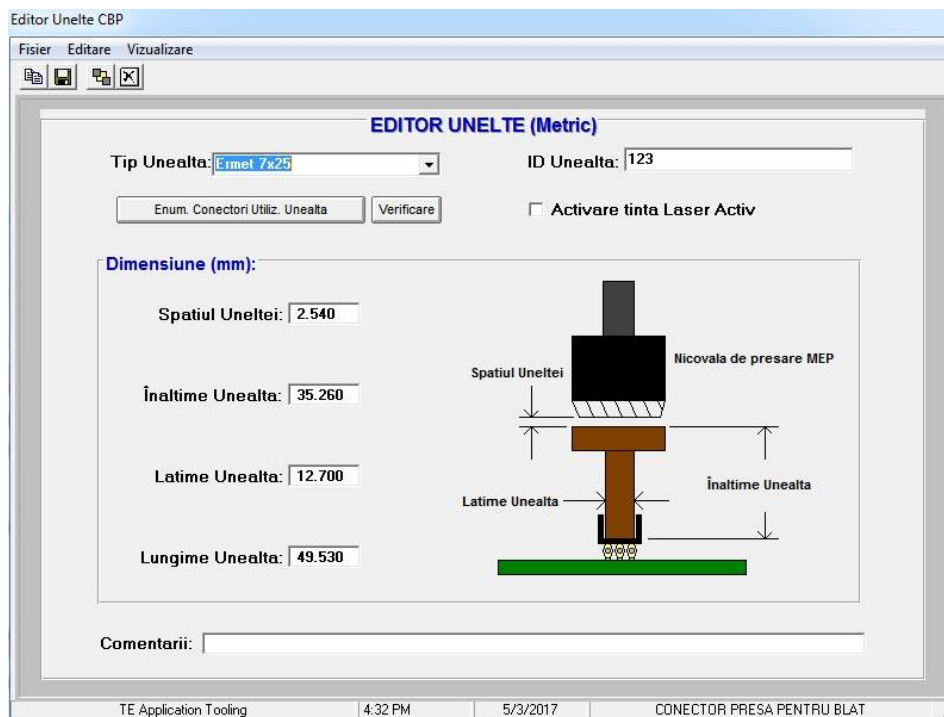 Editor Unelte CBP
Fisier Editare Vizualizare
EDITOR UNELTE (Metric)
Tip Unealta: Ermet 7x25
ID Unealta: 123
Enum. Conectori Utiliz. Unealta
Verificare
Activare tinta Laser Activ
Dimensiune (mm):
Spatiul Uneltei: 2.540
Înaltime Unealta: 35.260
Latime Unealta: 12.700
Lungime Unealta: 49.530
Nicovala de presare MEP
Spatiul Uneltei
Înaltime Unealta
Latime Unealta
Comentarii:
TE Application Tooling 4:32 PM 5/3/2017 CONECTOR PRESA PENTRU BLAT